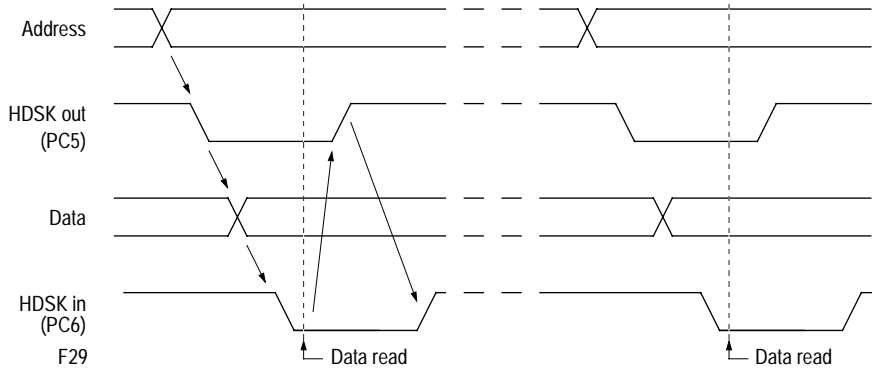 Address
HDSK out
(PC5)
Data
HDSK in
(PC6)
F29
Data read
Data read